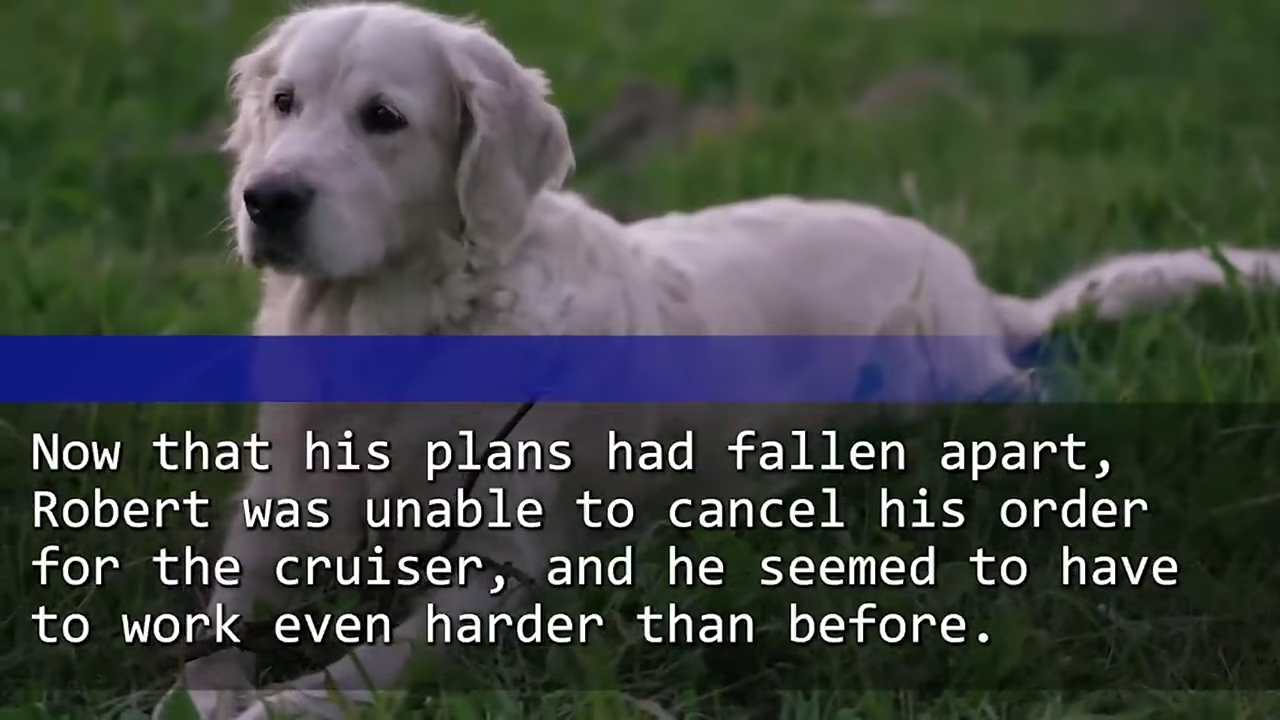 Now that his plans had fallen apart,
Robert was unable to cancel his order
for the cruiser, and he seemed to have
to work even harder than before.